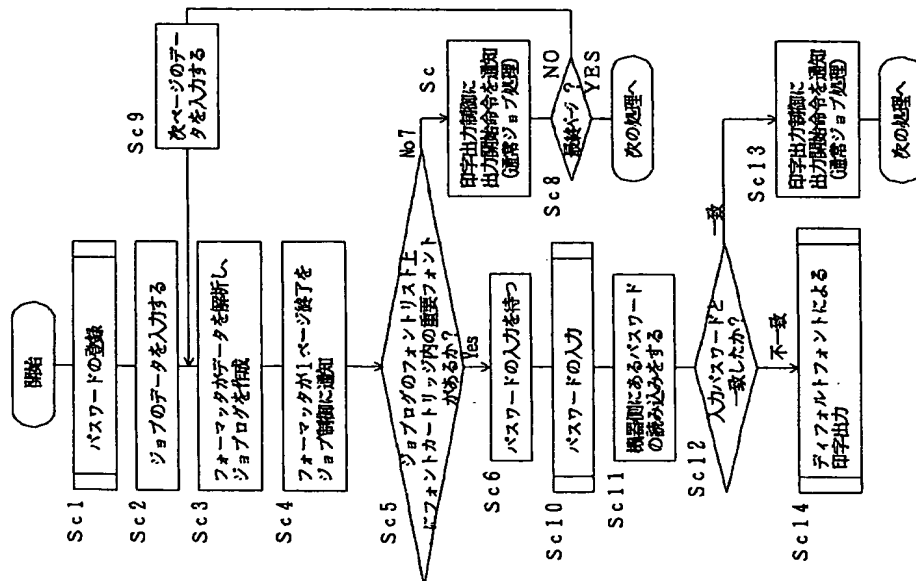 開始
Sc1
パスワードの登録
Sc2
ジョブのデータを入力する
Sc9
次ページのデー
タを入力する
Sc3
フォーマッタがデータを解析し、
ジョブログを作成
Sc4
フォーマッタが1ページ終了を
ジョブ制御に通知
Sc5
ジョブログのフォントリスト上
にフォントカートリッジ内の重要フォント
があるか?
No7
Yes
Sc
印字出力制御に
出力開始命令を通知
(通常ジョブ処理)
Sc8
最終ページ?
NO
YES
次の処理へ
Sc6
パスワードの入力を待つ
Sc10
パスワードの入力
Sc11
機器側にあるパスワード
の読み込みをする
Sc12
入力パスワードと
一致したか?
一致
不一致
Sc13
印字出力制御に
出力開始命令を通知
(通常ジョブ処理)
次の処理へ
Sc14
ディフォルトフォントによる
印字出力